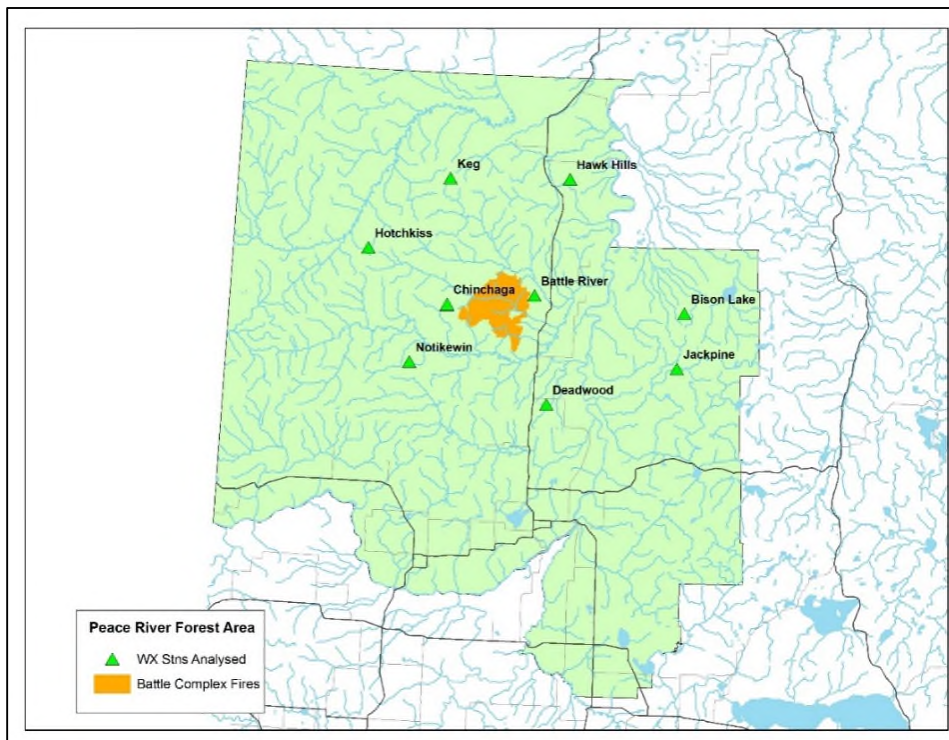 Keg
Hawk Hills
Hotchkiss
Chinchaga
Battle River
Bison Lake
Notikewin
Jackpine
Deadwood
Peace River Forest Area
WX Stns Analysed
Battle Complex Fires